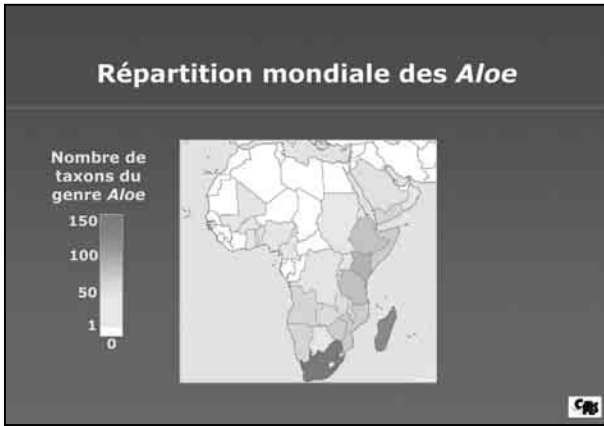 Répartition mondiale des Aloe
Nombre de
taxons du
genre Aloe
150
100
50
1
0